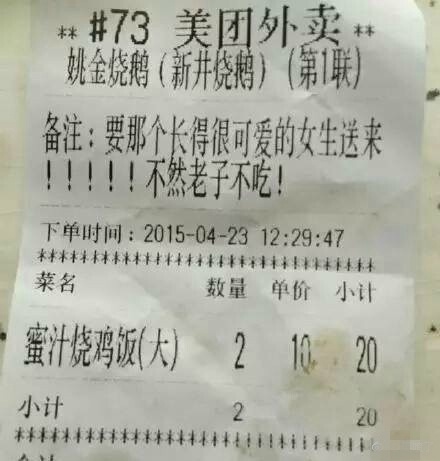 ** #73 美团外卖 **
姚金烧鹅（新井烧鹅）(第1联)
备注：要那个长得很可爱的女生送来
！！！！！不然老子不吃！
下单时间：2015-04-23 12:29:47
菜名 数量 单价 小计
蜜汁烧鸡饭(大) 2 10 20
小计 2 20